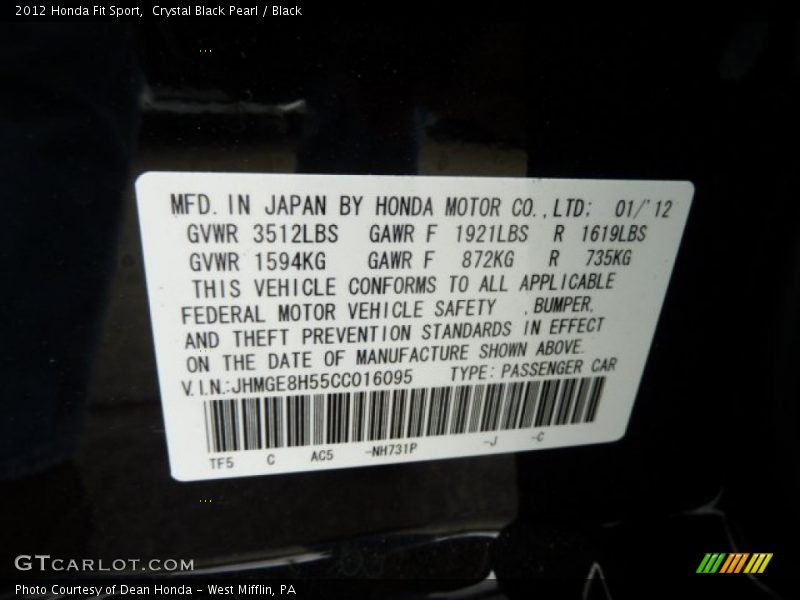 2012 Honda Fit Sport,  Crystal Black Pearl / Black
MFD. IN JAPAN BY HONDA MOTOR CO.,LTD: 01/'12
GVWR 3512LBS GAWR F 1921LBS R 1619LBS
GVWR 1594KG GAWR F 872KG R 735KG
THIS VEHICLE CONFORMS TO ALL APPLICABLE
FEDERAL MOTOR VEHICLE SAFETY ,BUMPER,
AND THEFT PREVENTION STANDARDS IN EFFECT
ON THE DATE OF MANUFACTURE SHOWN ABOVE.
V.I.N.:JHMGE8H55CC016095 TYPE: PASSENGER CAR
TF5 C AC5 -NH731P -J -C
GTCARLOT.COM
Photo Courtesy of Dean Honda - West Mifflin, PA